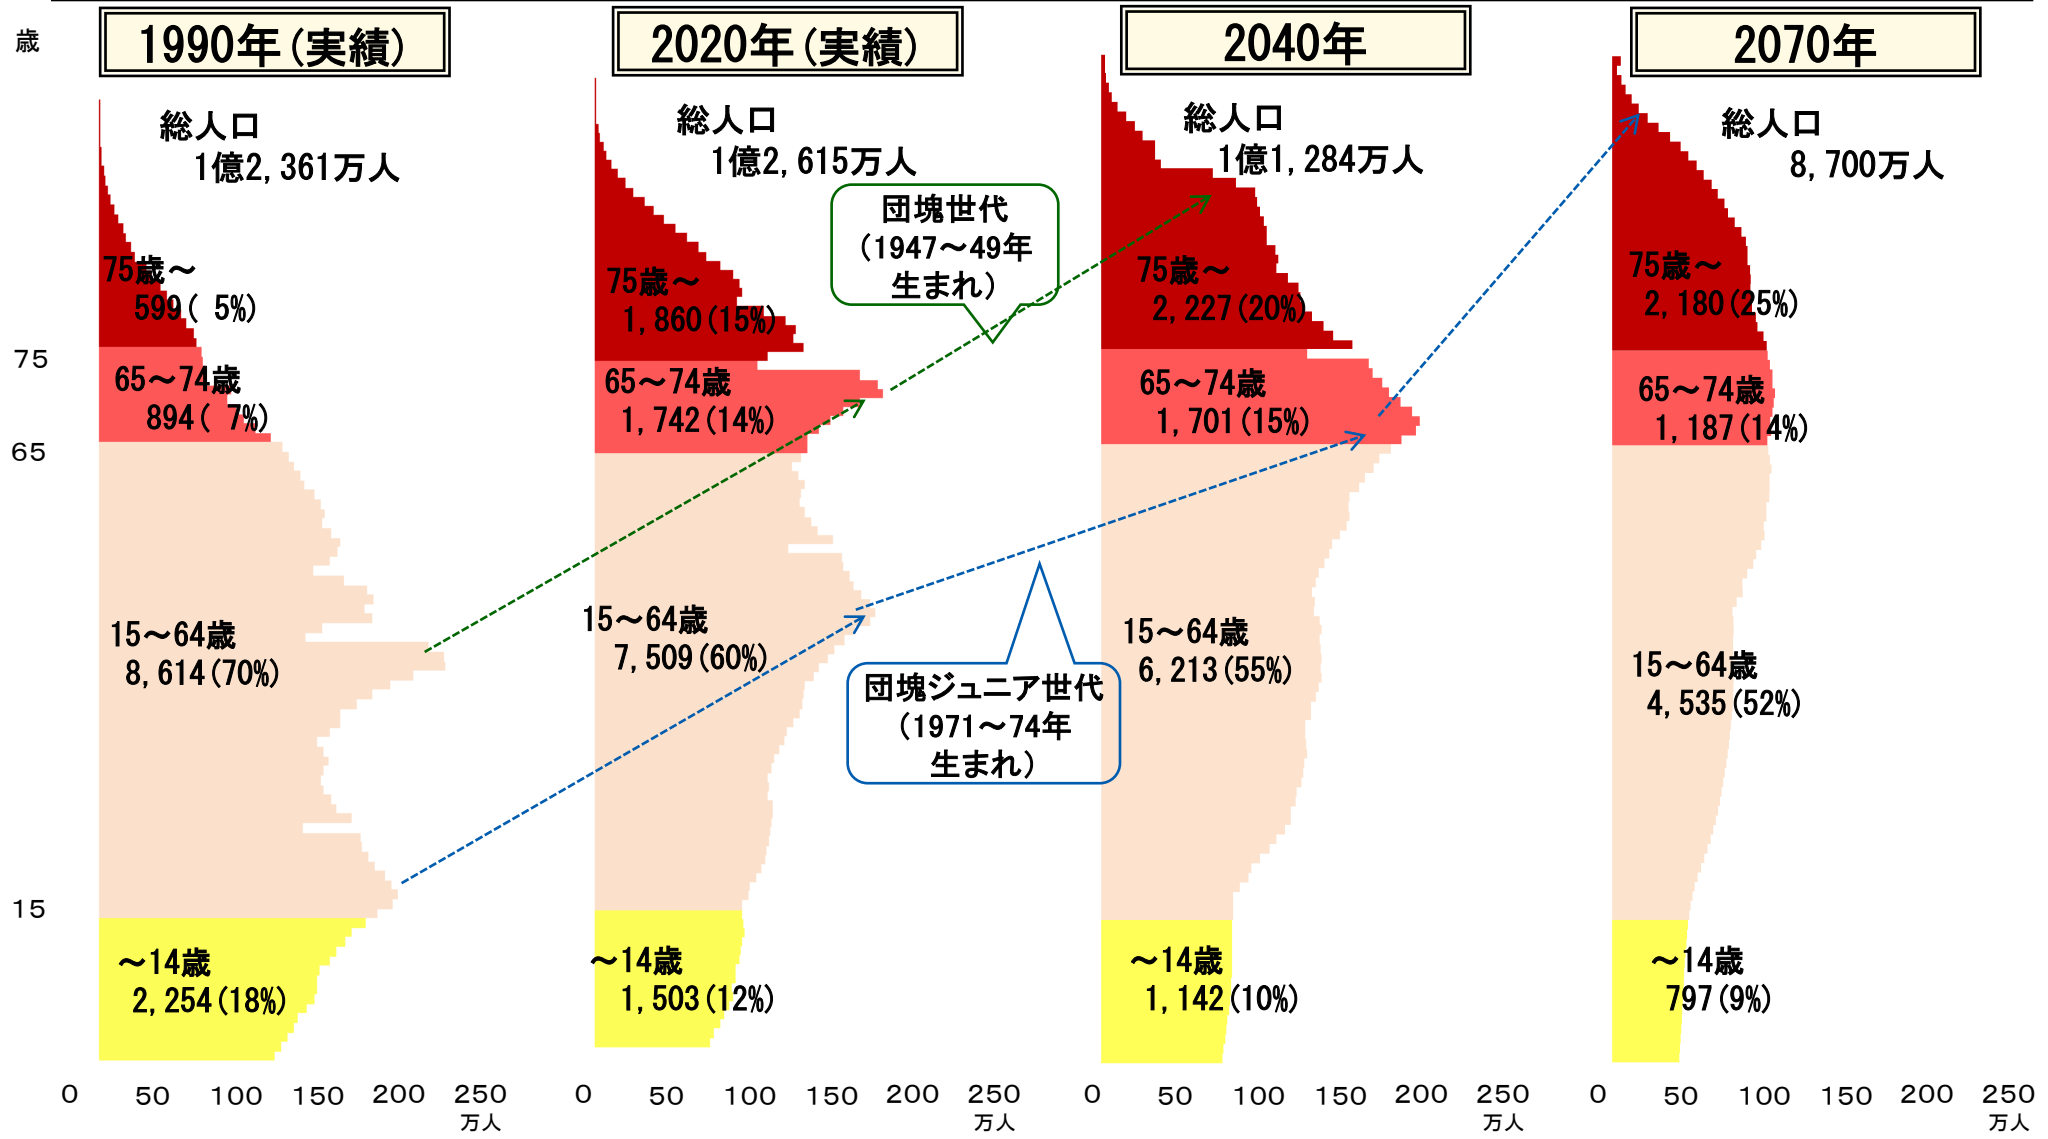 歳
1990年(実績)
総人口
1億2,361万人
75歳~
599( 5%)
65~74歳
894( 7%)
15~64歳
8,614(70%)
~14歳
2,254(18%)
75
65
15
0 50 100 150 200 250
万人
2020年(実績)
総人口
1億2,615万人
75歳~
1,860(15%)
65~74歳
1,742(14%)
15~64歳
7,509(60%)
~14歳
1,503(12%)
0 50 100 150 200 250
万人
団塊世代
(1947~49年
生まれ)
団塊ジュニア世代
(1971~74年
生まれ)
2040年
総人口
1億1,284万人
75歳~
2,227(20%)
65~74歳
1,701(15%)
15~64歳
6,213(55%)
~14歳
1,142(10%)
0 50 100 150 200 250
万人
2070年
総人口
8,700万人
75歳~
2,180(25%)
65~74歳
1,187(14%)
15~64歳
4,535(52%)
~14歳
797(9%)
0 50 100 150 200 250
万人